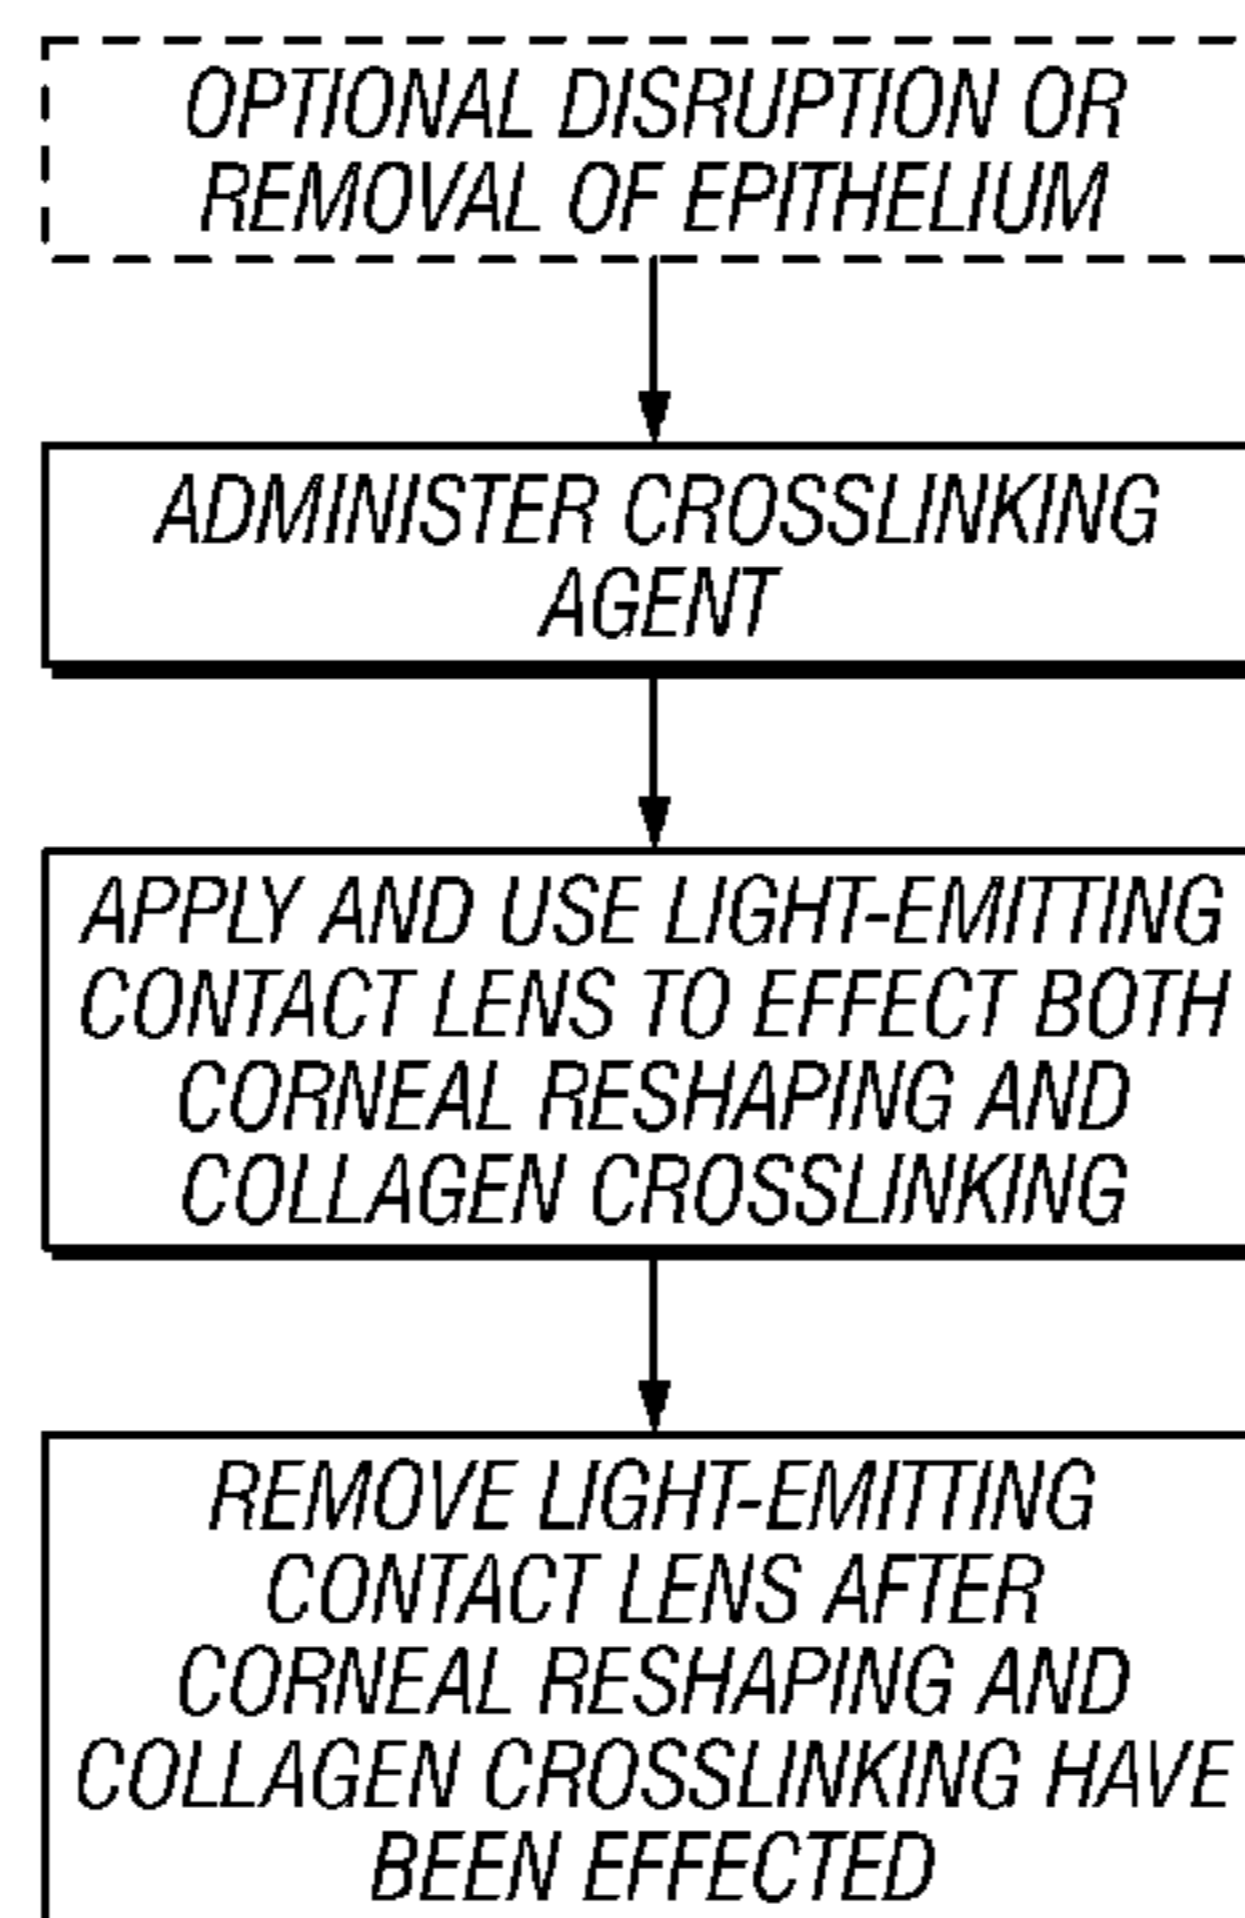 OPTIONAL DISRUPTION OR
REMOVAL OF EPITHELIUM
ADMINISTER CROSSLINKING
AGENT
APPLY AND USE LIGHT-EMITTING
CONTACT LENS TO EFFECT BOTH
CORNEAL RESHAPING AND
COLLAGEN CROSSLINKING
REMOVE LIGHT-EMITTING
CONTACT LENS AFTER
CORNEAL RESHAPING AND
COLLAGEN CROSSLINKING HAVE
BEEN EFFECTED